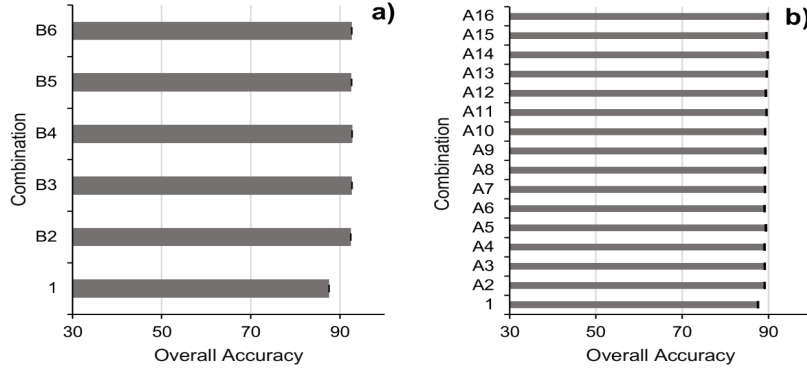 a)
B6
B5
B4
B3
B2
1
Combination
30 50 70 90
Overall Accuracy
b)
A16
A15
A14
A13
A12
A11
A10
A9
A8
A7
A6
A5
A4
A3
A2
1
Combination
30 50 70 90
Overall Accuracy